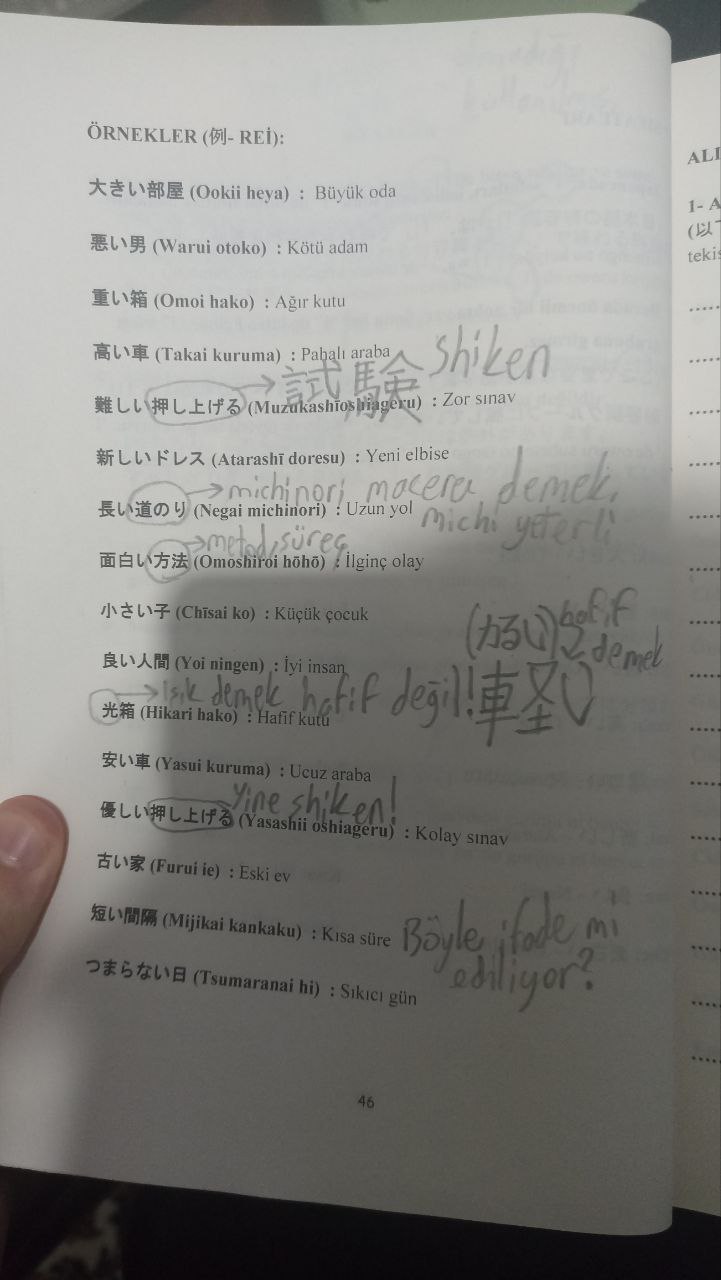 ÖRNEKLER (例- REİ):
大きい部屋 (Ookii heya) : Büyük oda
悪い男 (Warui otoko) : Kötü adam
重い箱 (Omoi hako) : Ağır kutu
高い車 (Takai kuruma) : Pahalı araba
試験 shiken
難しい押し上げる (Muzukashīoshiageru) : Zor sınav
新しいドレス (Atarashī doresu) : Yeni elbise
michinori macera demek,
長い道のり (Negai michinori) : Uzun yol
michi yeterli
metod, süreç
面白い方法 (Omoshiroi hōhō) : İlginç olay
小さい子 (Chīsai ko) : Küçük çocuk
(かるい) hafif demek
良い人間 (Yoi ningen) : İyi insan
ışık demek hafif değil! 軽い
光箱 (Hikari hako) : Hafif kutu
安い車 (Yasui kuruma) : Ucuz araba
yine shiken!
優しい押し上げる (Yasashii oshiageru) : Kolay sınav
古い家 (Furui ie) : Eski ev
短い間隔 (Mijikai kankaku) : Kısa süre
Böyle ifade mi
ediliyor?
つまらない日 (Tsumaranai hi) : Sıkıcı gün
46
ALI
1- A
(以下
tekis